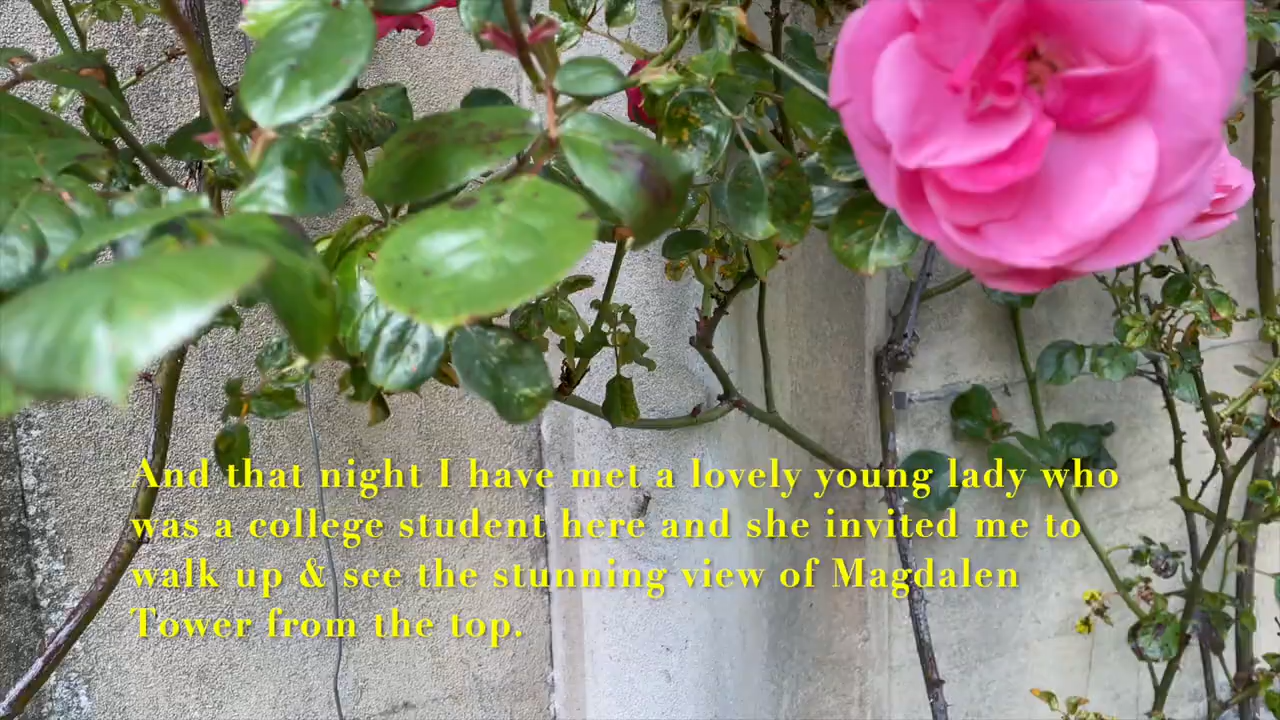 And that night I have met a lovely young lady who
was a college student here and she invited me to
walk up & see the stunning view of Magdalen
Tower from the top.